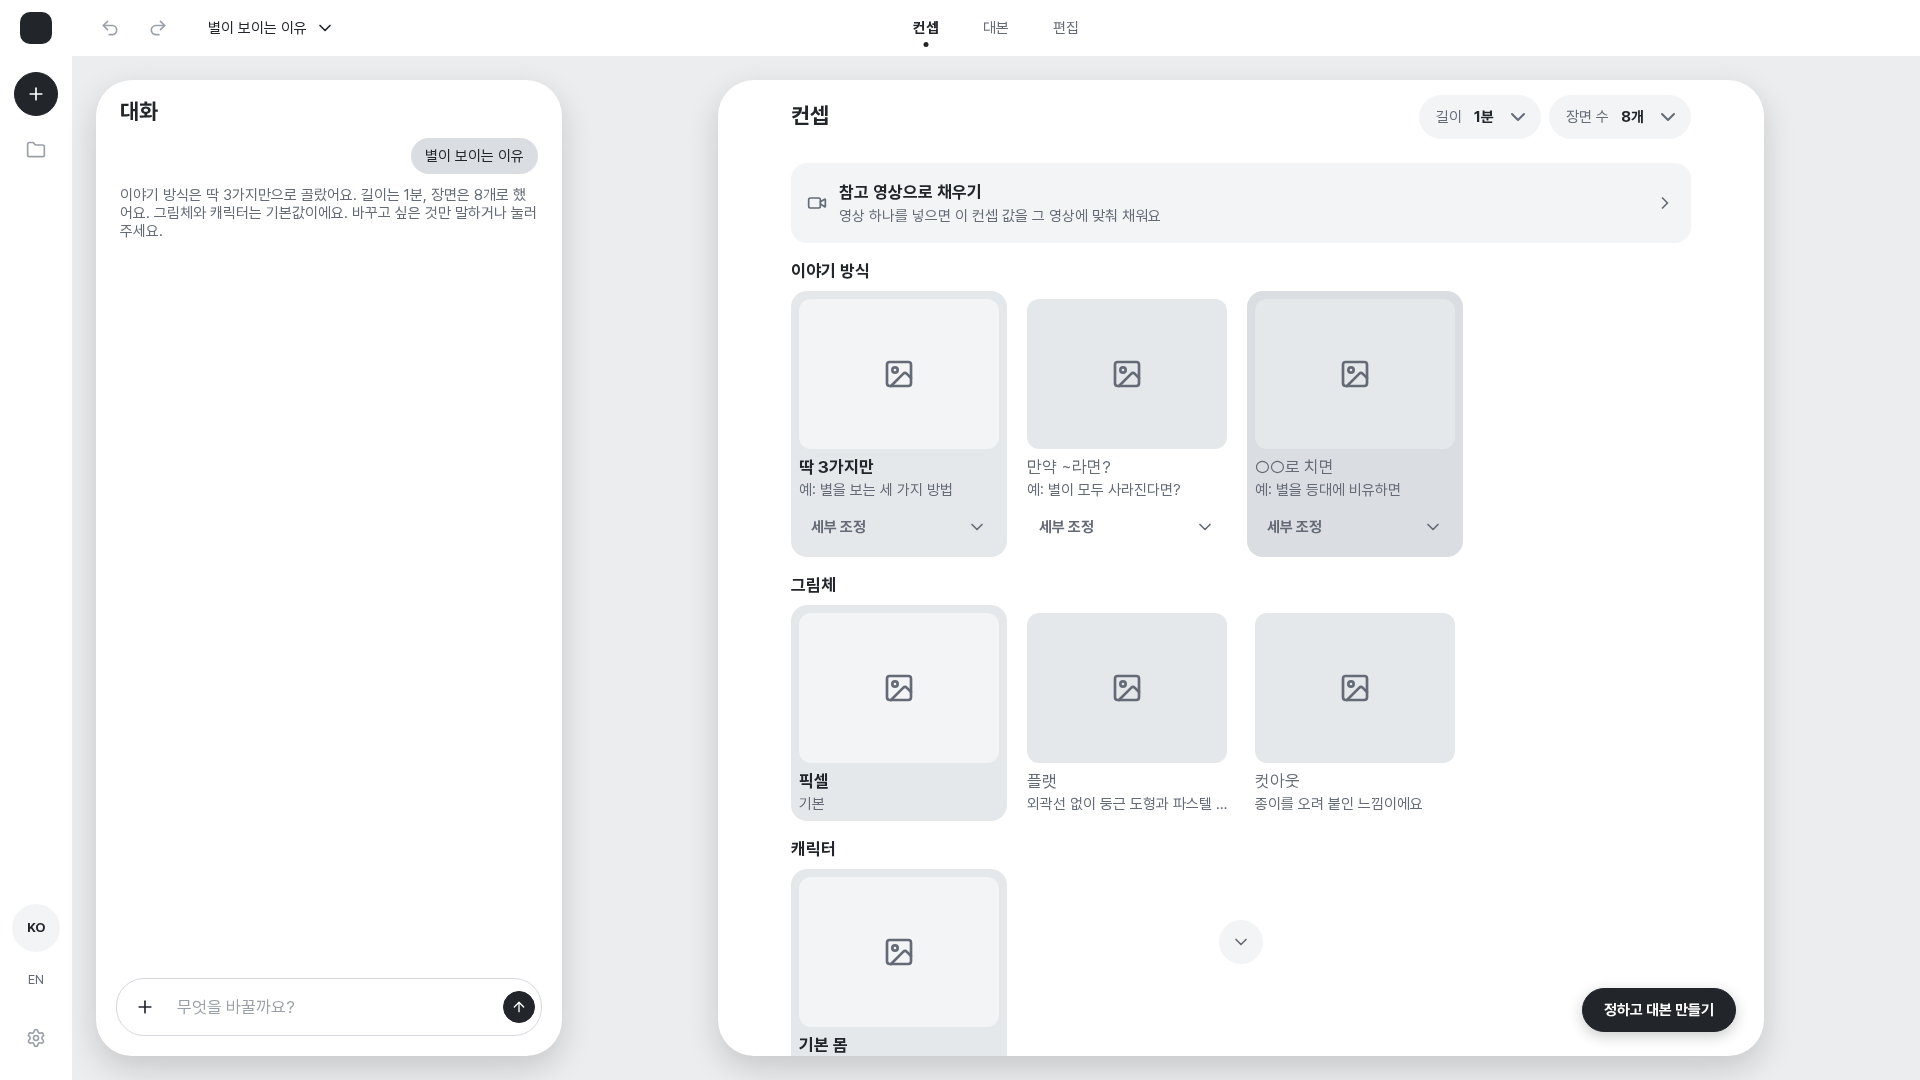 별이 보이는 이유
컨셉
대본
편집
대화
별이 보이는 이유
이야기 방식은 딱 3가지만으로 골랐어요. 길이는 1분, 장면은 8개로 했
어요. 그림체와 캐릭터는 기본값이에요. 바꾸고 싶은 것만 말하거나 눌러
주세요.
무엇을 바꿀까요?
KO
EN
컨셉
길이 1분
장면 수 8개
참고 영상으로 채우기
영상 하나를 넣으면 이 컨셉 값을 그 영상에 맞춰 채워요
이야기 방식
딱 3가지만
예: 별을 보는 세 가지 방법
세부 조정
만약 ~라면?
예: 별이 모두 사라진다면?
세부 조정
○○로 치면
예: 별을 등대에 비유하면
세부 조정
그림체
픽셀
기본
플랫
외곽선 없이 둥근 도형과 파스텔 ...
컷아웃
종이를 오려 붙인 느낌이에요
캐릭터
기본 몸
정하고 대본 만들기